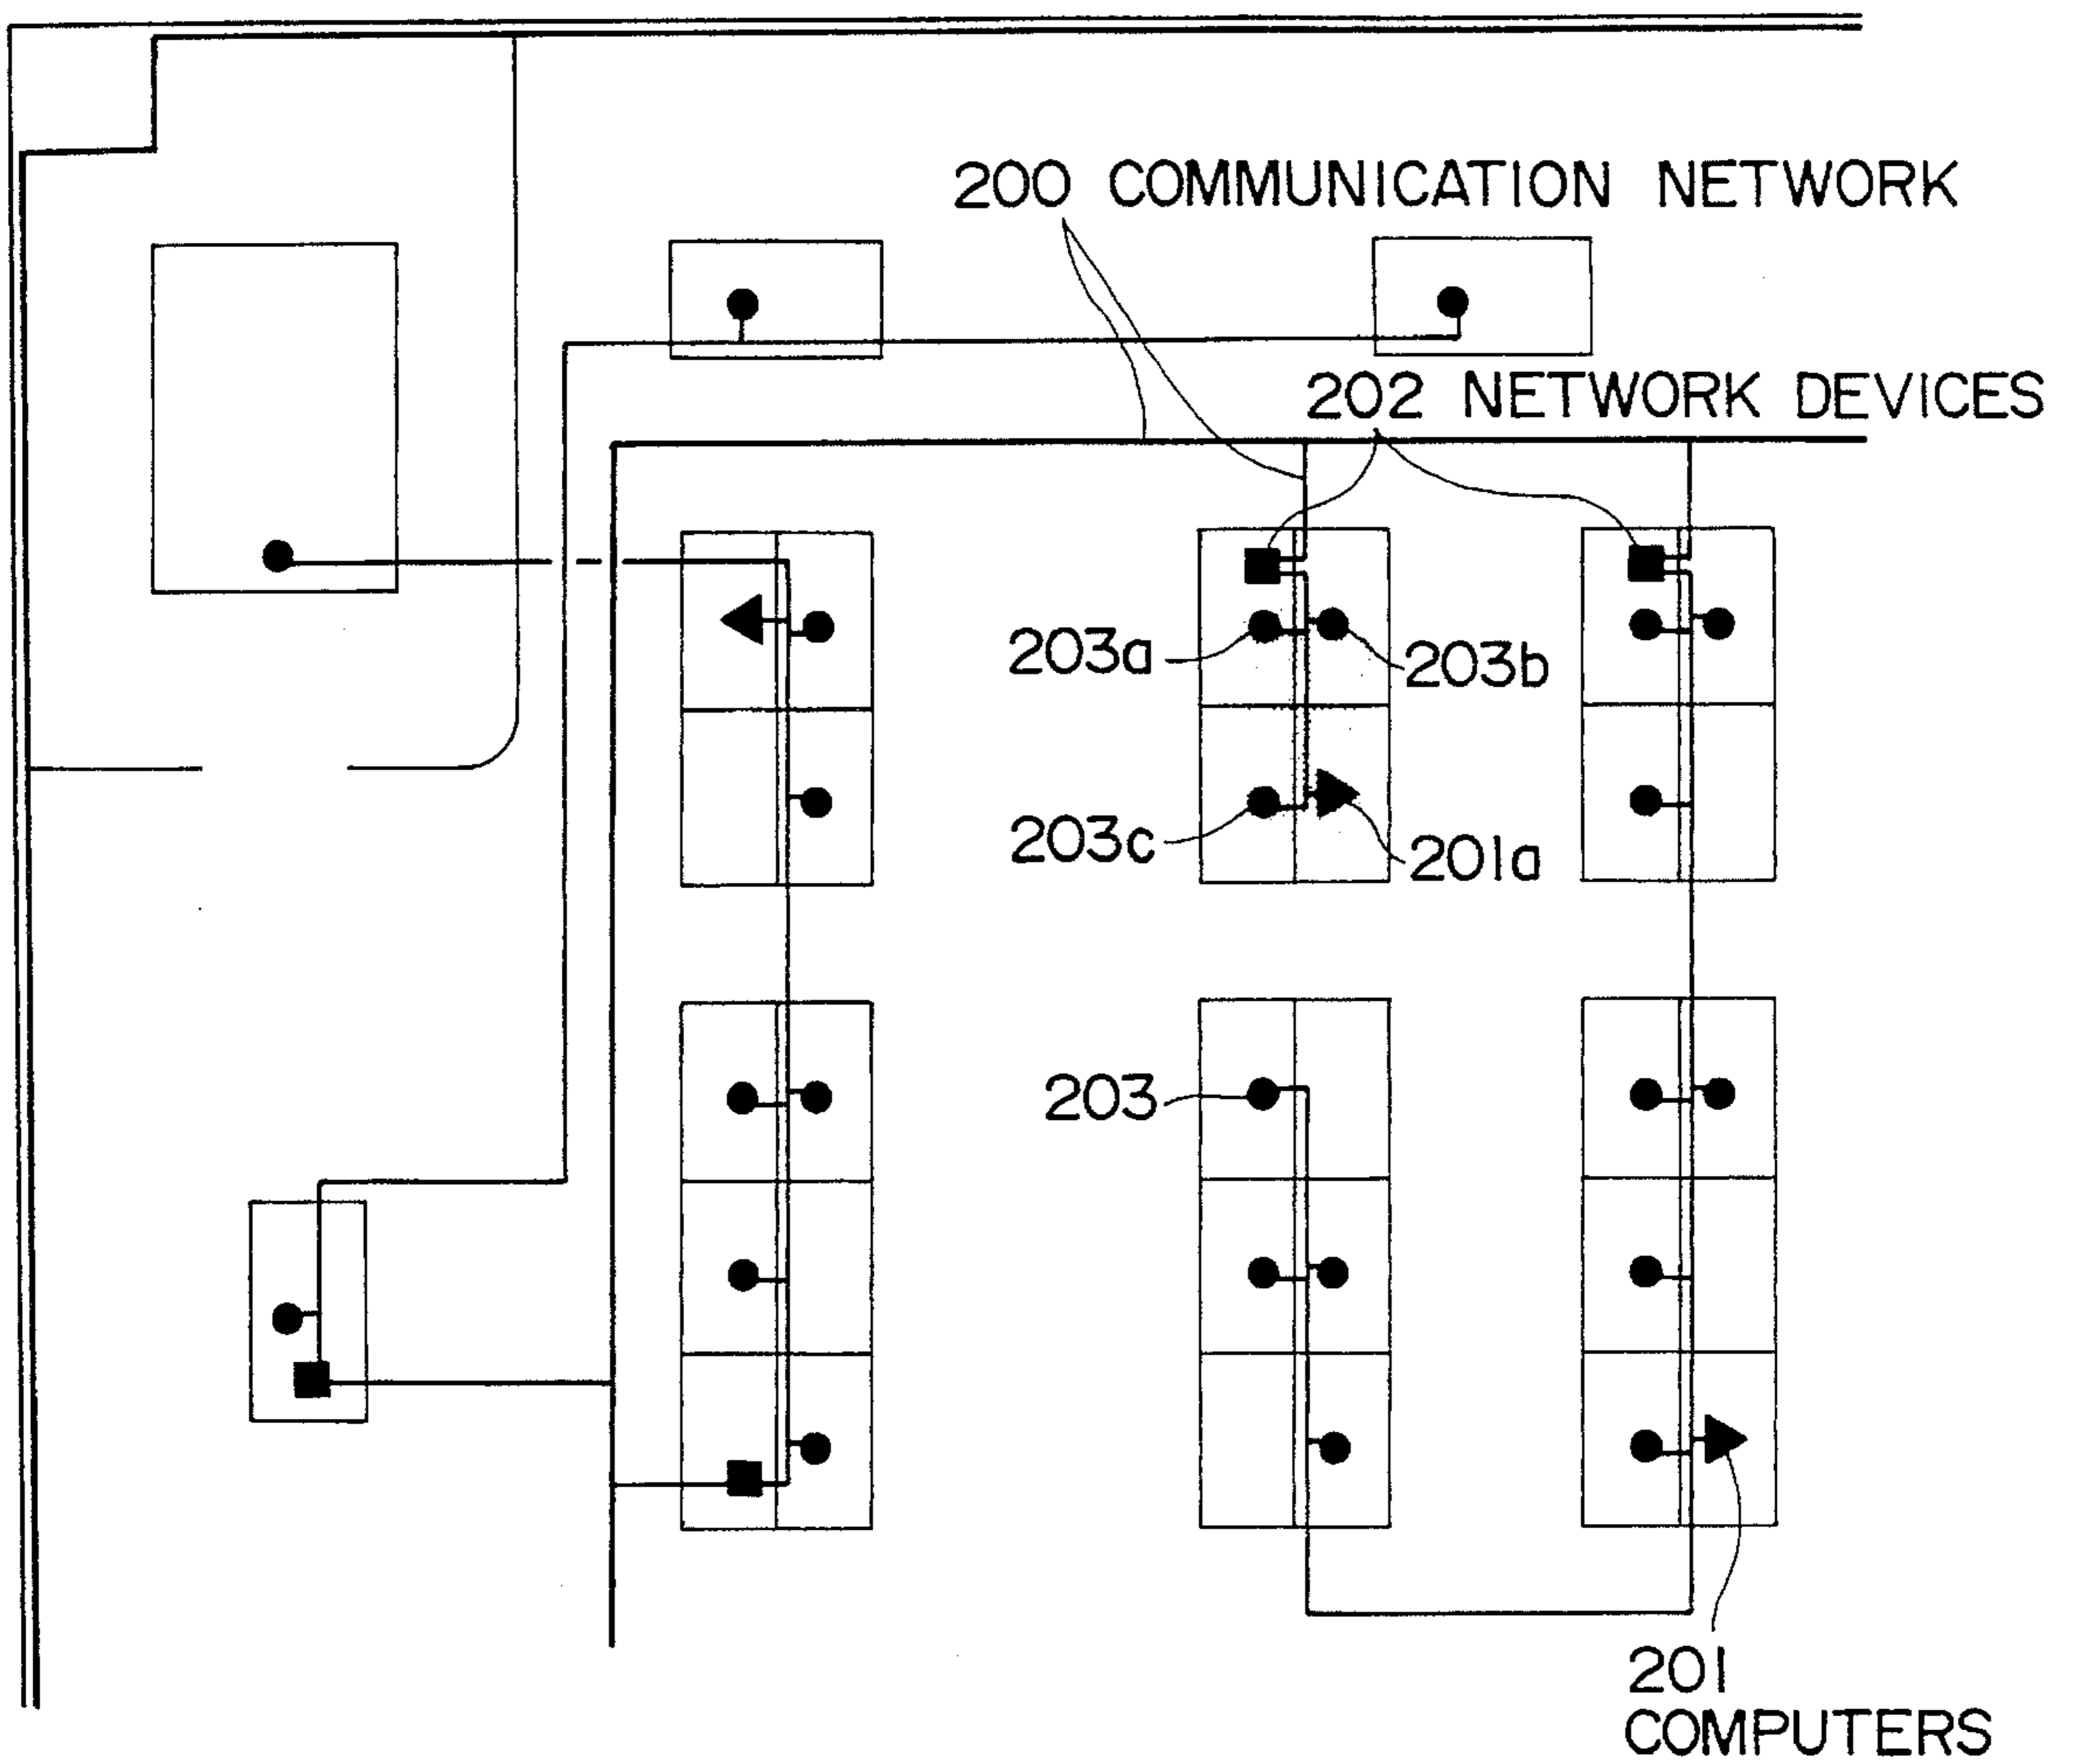 200 COMMUNICATION NETWORK
202 NETWORK DEVICES
203a
203b
203c
201a
203
201
COMPUTERS